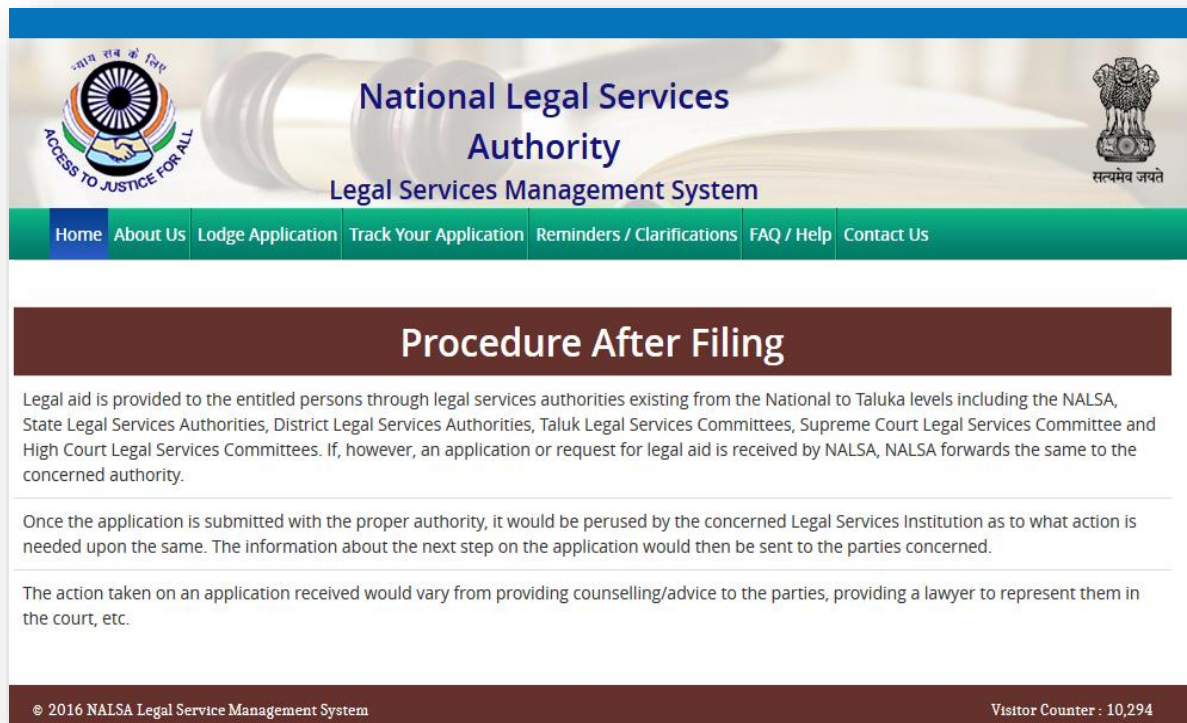 न्याय सब के लिए
ACCESS TO JUSTICE FOR ALL
National Legal Services
Authority
Legal Services Management System
सत्यमेव जयते
Home About Us Lodge Application Track Your Application Reminders / Clarifications FAQ / Help Contact Us
Procedure After Filing
Legal aid is provided to the entitled persons through legal services authorities existing from the National to Taluka levels including the NALSA,
State Legal Services Authorities, District Legal Services Authorities, Taluk Legal Services Committees, Supreme Court Legal Services Committee and
High Court Legal Services Committees. If, however, an application or request for legal aid is received by NALSA, NALSA forwards the same to the
concerned authority.
Once the application is submitted with the proper authority, it would be perused by the concerned Legal Services Institution as to what action is
needed upon the same. The information about the next step on the application would then be sent to the parties concerned.
The action taken on an application received would vary from providing counselling/advice to the parties, providing a lawyer to represent them in
the court, etc.
© 2016 NALSA Legal Service Management System Visitor Counter : 10,294